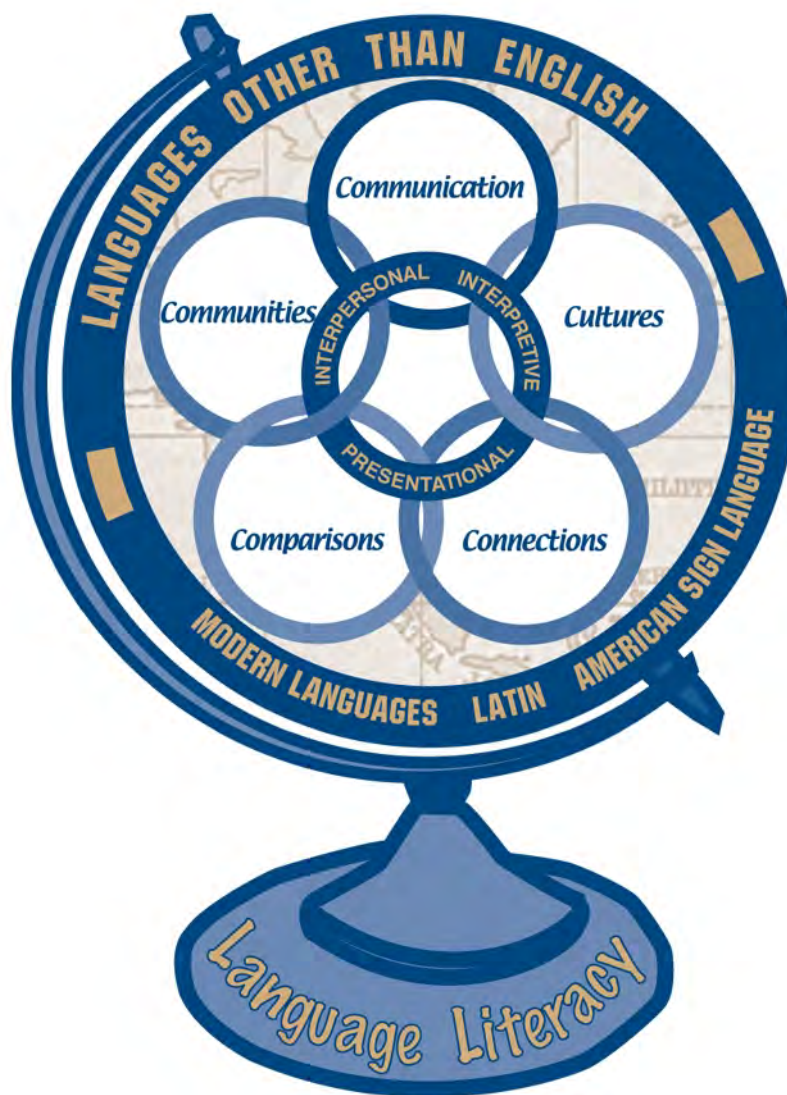 LANGUAGES OTHER THAN ENGLISH
Communication
Communities
Cultures
INTERPERSONAL INTERPRETIVE
PRESENTATIONAL
Comparisons
Connections
MODERN LANGUAGES LATIN AMERICAN SIGN LANGUAGE
Language Literacy